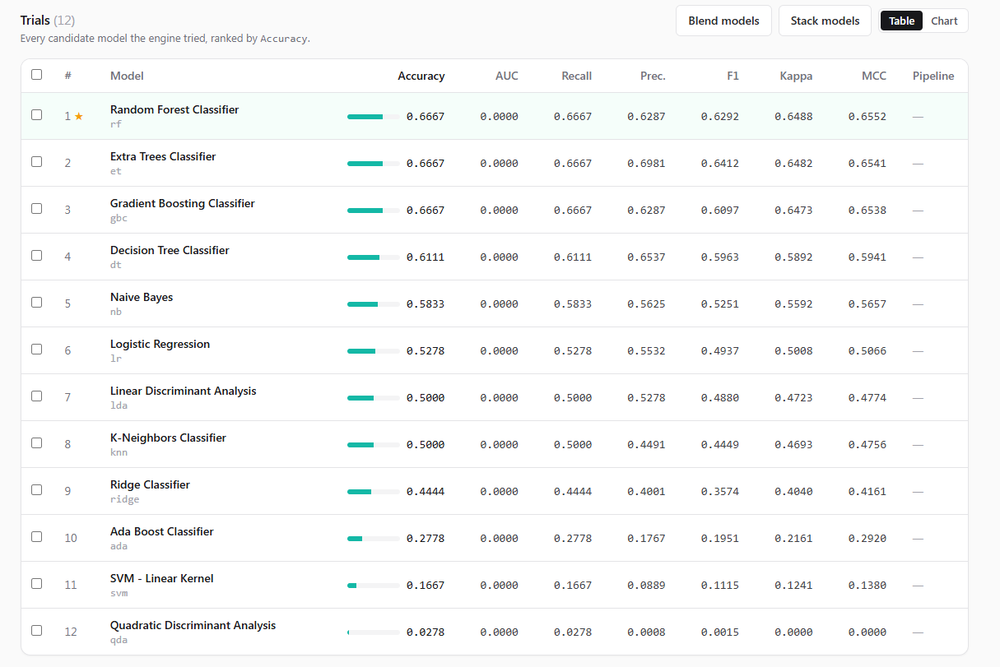 Trials (12)
Every candidate model the engine tried, ranked by Accuracy.
Blend models Stack models Table Chart
# Model Accuracy AUC Recall Prec. F1 Kappa MCC Pipeline
1 ★ Random Forest Classifier 0.6667 0.0000 0.6667 0.6287 0.6292 0.6488 0.6552 —
rf
2 Extra Trees Classifier 0.6667 0.0000 0.6667 0.6981 0.6412 0.6482 0.6541 —
et
3 Gradient Boosting Classifier 0.6667 0.0000 0.6667 0.6287 0.6097 0.6473 0.6538 —
gbc
4 Decision Tree Classifier 0.6111 0.0000 0.6111 0.6537 0.5963 0.5892 0.5941 —
dt
5 Naive Bayes 0.5833 0.0000 0.5833 0.5625 0.5251 0.5592 0.5657 —
nb
6 Logistic Regression 0.5278 0.0000 0.5278 0.5532 0.4937 0.5008 0.5066 —
lr
7 Linear Discriminant Analysis 0.5000 0.0000 0.5000 0.5278 0.4880 0.4723 0.4774 —
lda
8 K-Neighbors Classifier 0.5000 0.0000 0.5000 0.4491 0.4449 0.4693 0.4756 —
knn
9 Ridge Classifier 0.4444 0.0000 0.4444 0.4001 0.3574 0.4040 0.4161 —
ridge
10 Ada Boost Classifier 0.2778 0.0000 0.2778 0.1767 0.1951 0.2161 0.2920 —
ada
11 SVM - Linear Kernel 0.1667 0.0000 0.1667 0.0889 0.1115 0.1241 0.1380 —
svm
12 Quadratic Discriminant Analysis 0.0278 0.0000 0.0278 0.0008 0.0015 0.0000 0.0000 —
qda